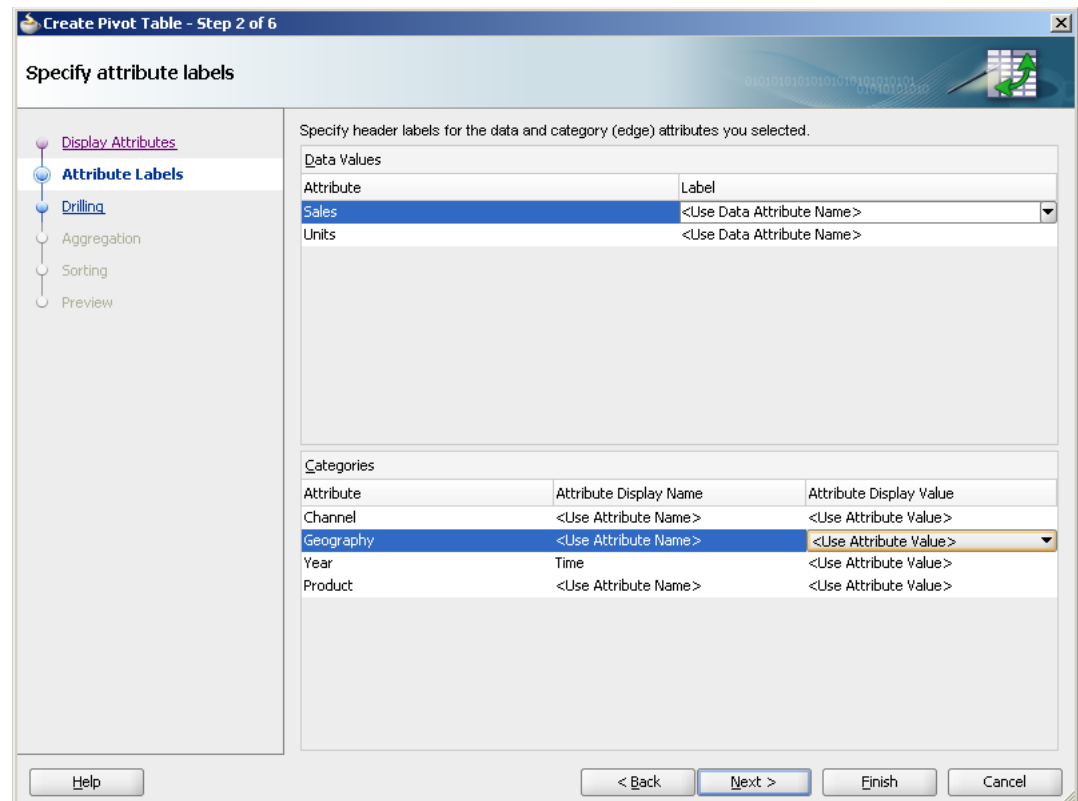 Create Pivot Table - Step 2 of 6
Specify attribute labels
Display Attributes
Attribute Labels
Drilling
Aggregation
Sorting
Preview
Specify header labels for the data and category (edge) attributes you selected.
Data Values
Attribute Label
Sales <Use Data Attribute Name>
Units <Use Data Attribute Name>
Categories
Attribute Attribute Display Name Attribute Display Value
Channel <Use Attribute Name> <Use Attribute Value>
Geography <Use Attribute Name> <Use Attribute Value>
Year Time <Use Attribute Value>
Product <Use Attribute Name> <Use Attribute Value>
Help < Back Next > Finish Cancel